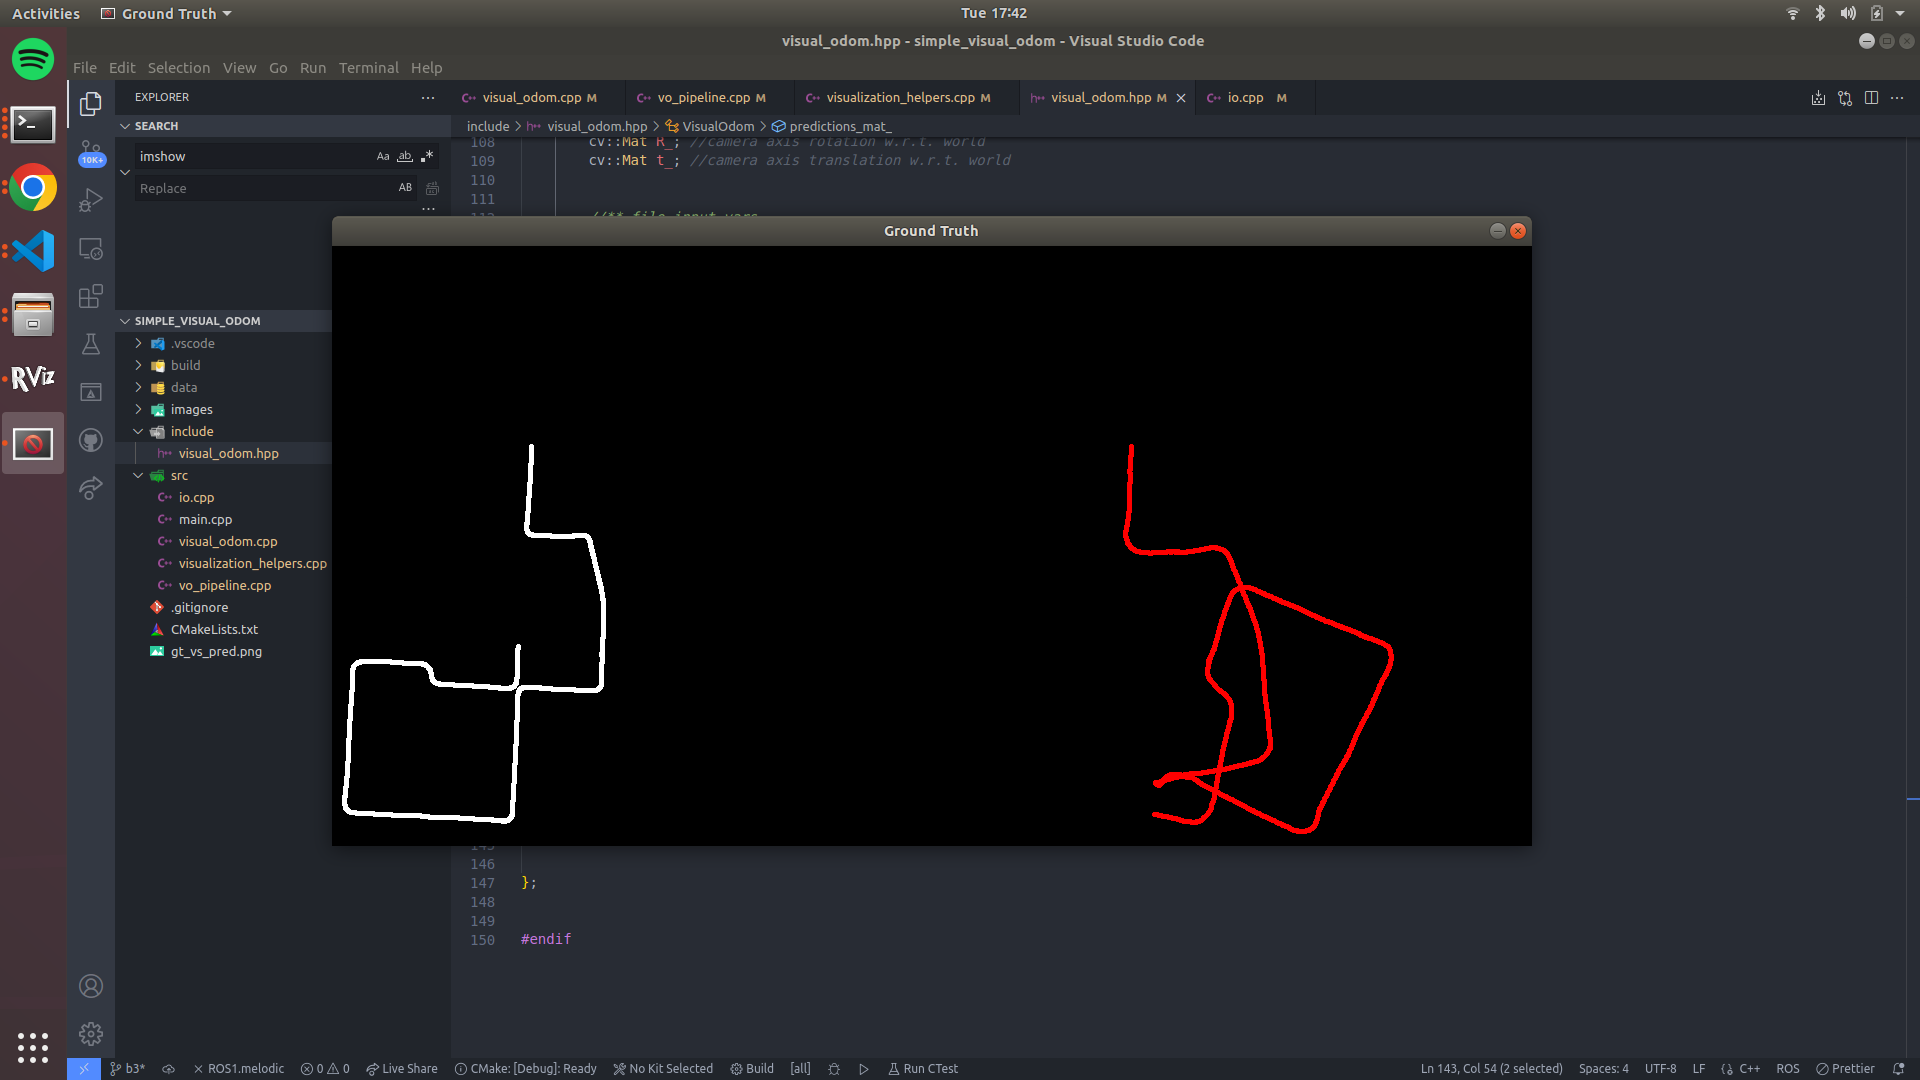 Activities Ground Truth Tue 17:42
visual_odom.hpp - simple_visual_odom - Visual Studio Code
File Edit Selection View Go Run Terminal Help
EXPLORER visual_odom.cpp M vo_pipeline.cpp M visualization_helpers.cpp M visual_odom.hpp M io.cpp M
SEARCH include > visual_odom.hpp > VisualOdom > predictions_mat_
108 cv::Mat R_; //camera axis rotation w.r.t. world
imshow Aa ab
109 cv::Mat t_; //camera axis translation w.r.t. world
110
10K+
Replace AB
111
Ground Truth
SIMPLE_VISUAL_ODOM
.vscode
build
RViz
data
images
include
visual_odom.hpp
src
io.cpp
main.cpp
visual_odom.cpp
visualization_helpers.cpp
vo_pipeline.cpp
.gitignore
CMakeLists.txt
gt_vs_pred.png
146
147 };
148
149
150 #endif
b3* ROS1.melodic 0 0 Live Share CMake: [Debug]: Ready No Kit Selected Build [all] Run CTest Ln 143, Col 54 (2 selected) Spaces: 4 UTF-8 LF C++ ROS Prettier